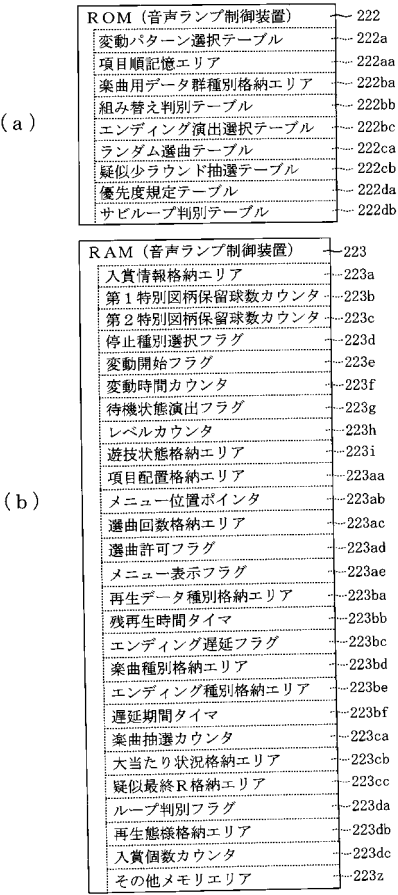 (a)
ROM(音声ランプ制御装置) 222
変動パターン選択テーブル 222a
項目順記憶エリア 222aa
楽曲用データ群種別格納エリア 222ba
組み替え判別テーブル 222bb
エンディング演出選択テーブル 222bc
ランダム選曲テーブル 222ca
疑似少ラウンド抽選テーブル 222cb
優先度規定テーブル 222da
サビループ判別テーブル 222db
(b)
RAM(音声ランプ制御装置) 223
入賞情報格納エリア 223a
第1特別図柄保留球数カウンタ 223b
第2特別図柄保留球数カウンタ 223c
停止種別選択フラグ 223d
変動開始フラグ 223e
変動時間カウンタ 223f
待機状態演出フラグ 223g
レベルカウンタ 223h
遊技状態格納エリア 223i
項目配置格納エリア 223aa
メニュー位置ポインタ 223ab
選曲回数格納エリア 223ac
選曲許可フラグ 223ad
メニュー表示フラグ 223ae
再生データ種別格納エリア 223ba
残再生時間タイマ 223bb
エンディング遅延フラグ 223bc
楽曲種別格納エリア 223bd
エンディング種別格納エリア 223be
遅延期間タイマ 223bf
楽曲抽選カウンタ 223ca
大当たり状況格納エリア 223cb
疑似最終R格納エリア 223cc
ループ判別フラグ 223da
再生態様格納エリア 223db
入賞個数カウンタ 223dc
その他メモリエリア 223z